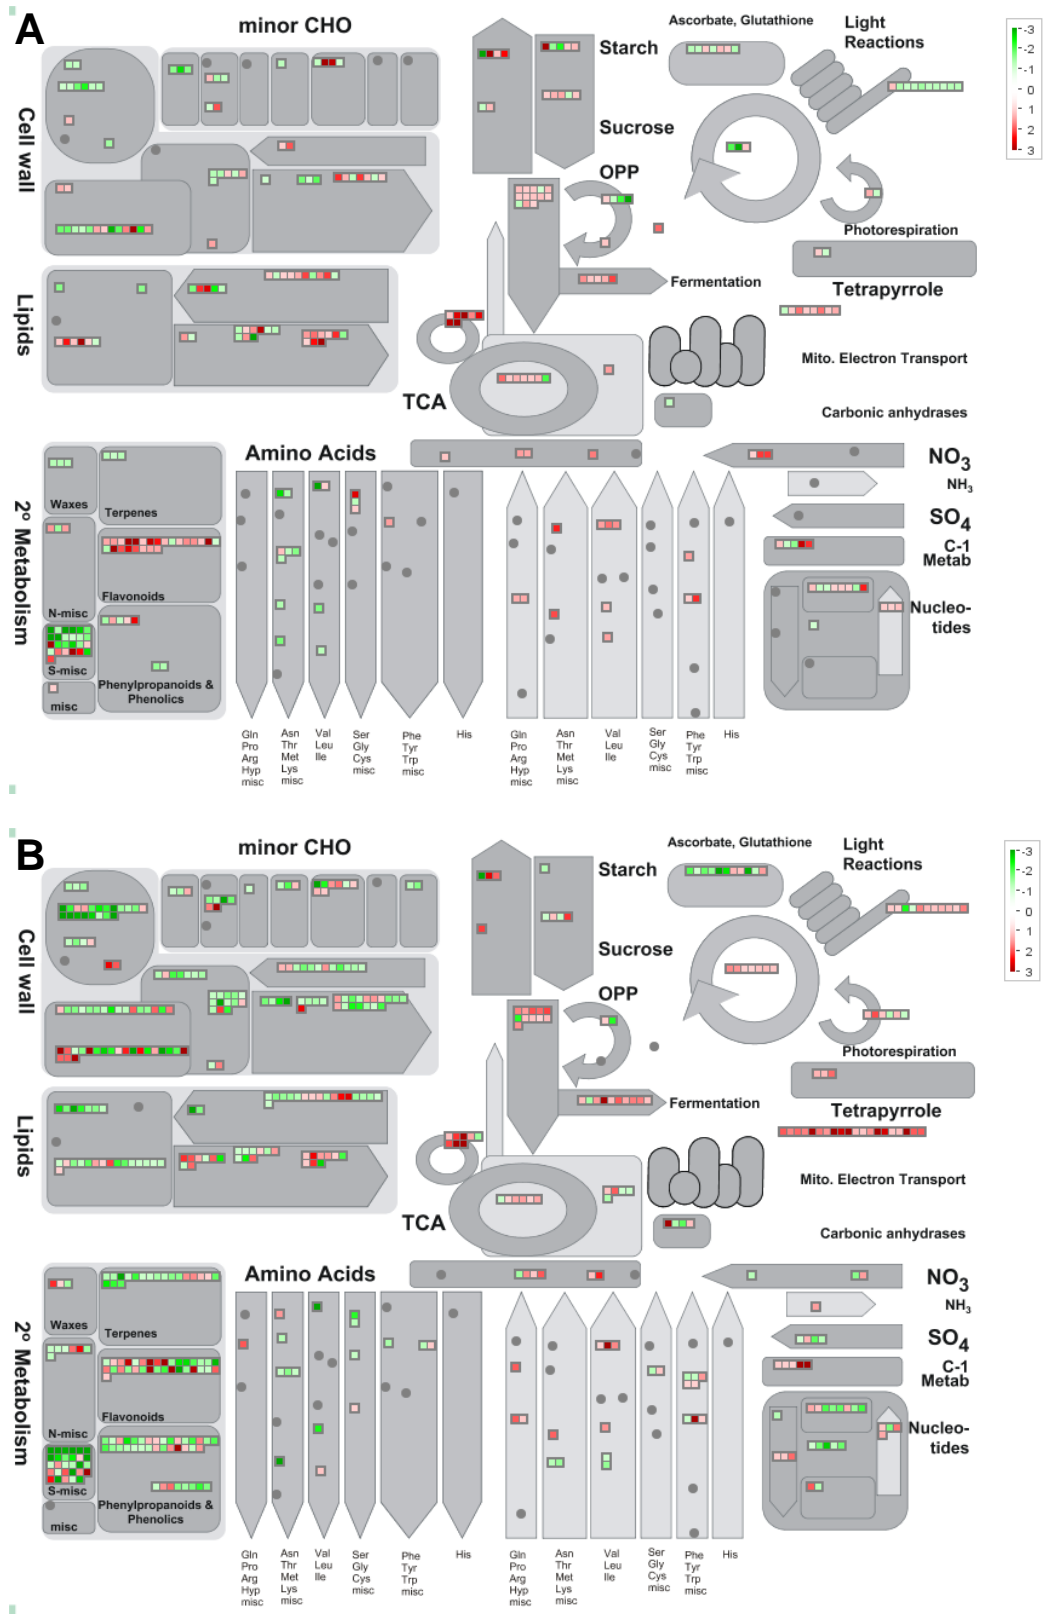 A
minor CHO
Starch
Sucrose
OPP
Ascorbate, Glutathione
Light
Reactions
-3
-2
-1
0
1
2
3
Cell wall
Photorespiration
Tetrapyrrole
Fermentation
Lipids
Mito. Electron Transport
TCA
Carbonic anhydrases
Amino Acids
2º Metabolism
Waxes
Terpenes
N-misc
Flavonoids
S-misc
misc
Phenylpropanoids &
Phenolics
NO3
NH3
SO4
C-1
Metab
Nucleo-
tides
Gln
Pro
Arg
Hyp
misc
Asn
Thr
Met
Lys
misc
Val
Leu
Ile
Ser
Gly
Cys
misc
Phe
Tyr
Trp
misc
His
Gln
Pro
Arg
Hyp
misc
Asn
Thr
Met
Lys
misc
Val
Leu
Ile
Ser
Gly
Cys
misc
Phe
Tyr
Trp
misc
His
B
minor CHO
Starch
Sucrose
OPP
Ascorbate, Glutathione
Light
Reactions
-3
-2
-1
0
1
2
3
Cell wall
Photorespiration
Tetrapyrrole
Fermentation
Lipids
Mito. Electron Transport
TCA
Carbonic anhydrases
Amino Acids
2º Metabolism
Waxes
Terpenes
N-misc
Flavonoids
S-misc
misc
Phenylpropanoids &
Phenolics
NO3
NH3
SO4
C-1
Metab
Nucleo-
tides
Gln
Pro
Arg
Hyp
misc
Asn
Thr
Met
Lys
misc
Val
Leu
Ile
Ser
Gly
Cys
misc
Phe
Tyr
Trp
misc
His
Gln
Pro
Arg
Hyp
misc
Asn
Thr
Met
Lys
misc
Val
Leu
Ile
Ser
Gly
Cys
misc
Phe
Tyr
Trp
misc
His